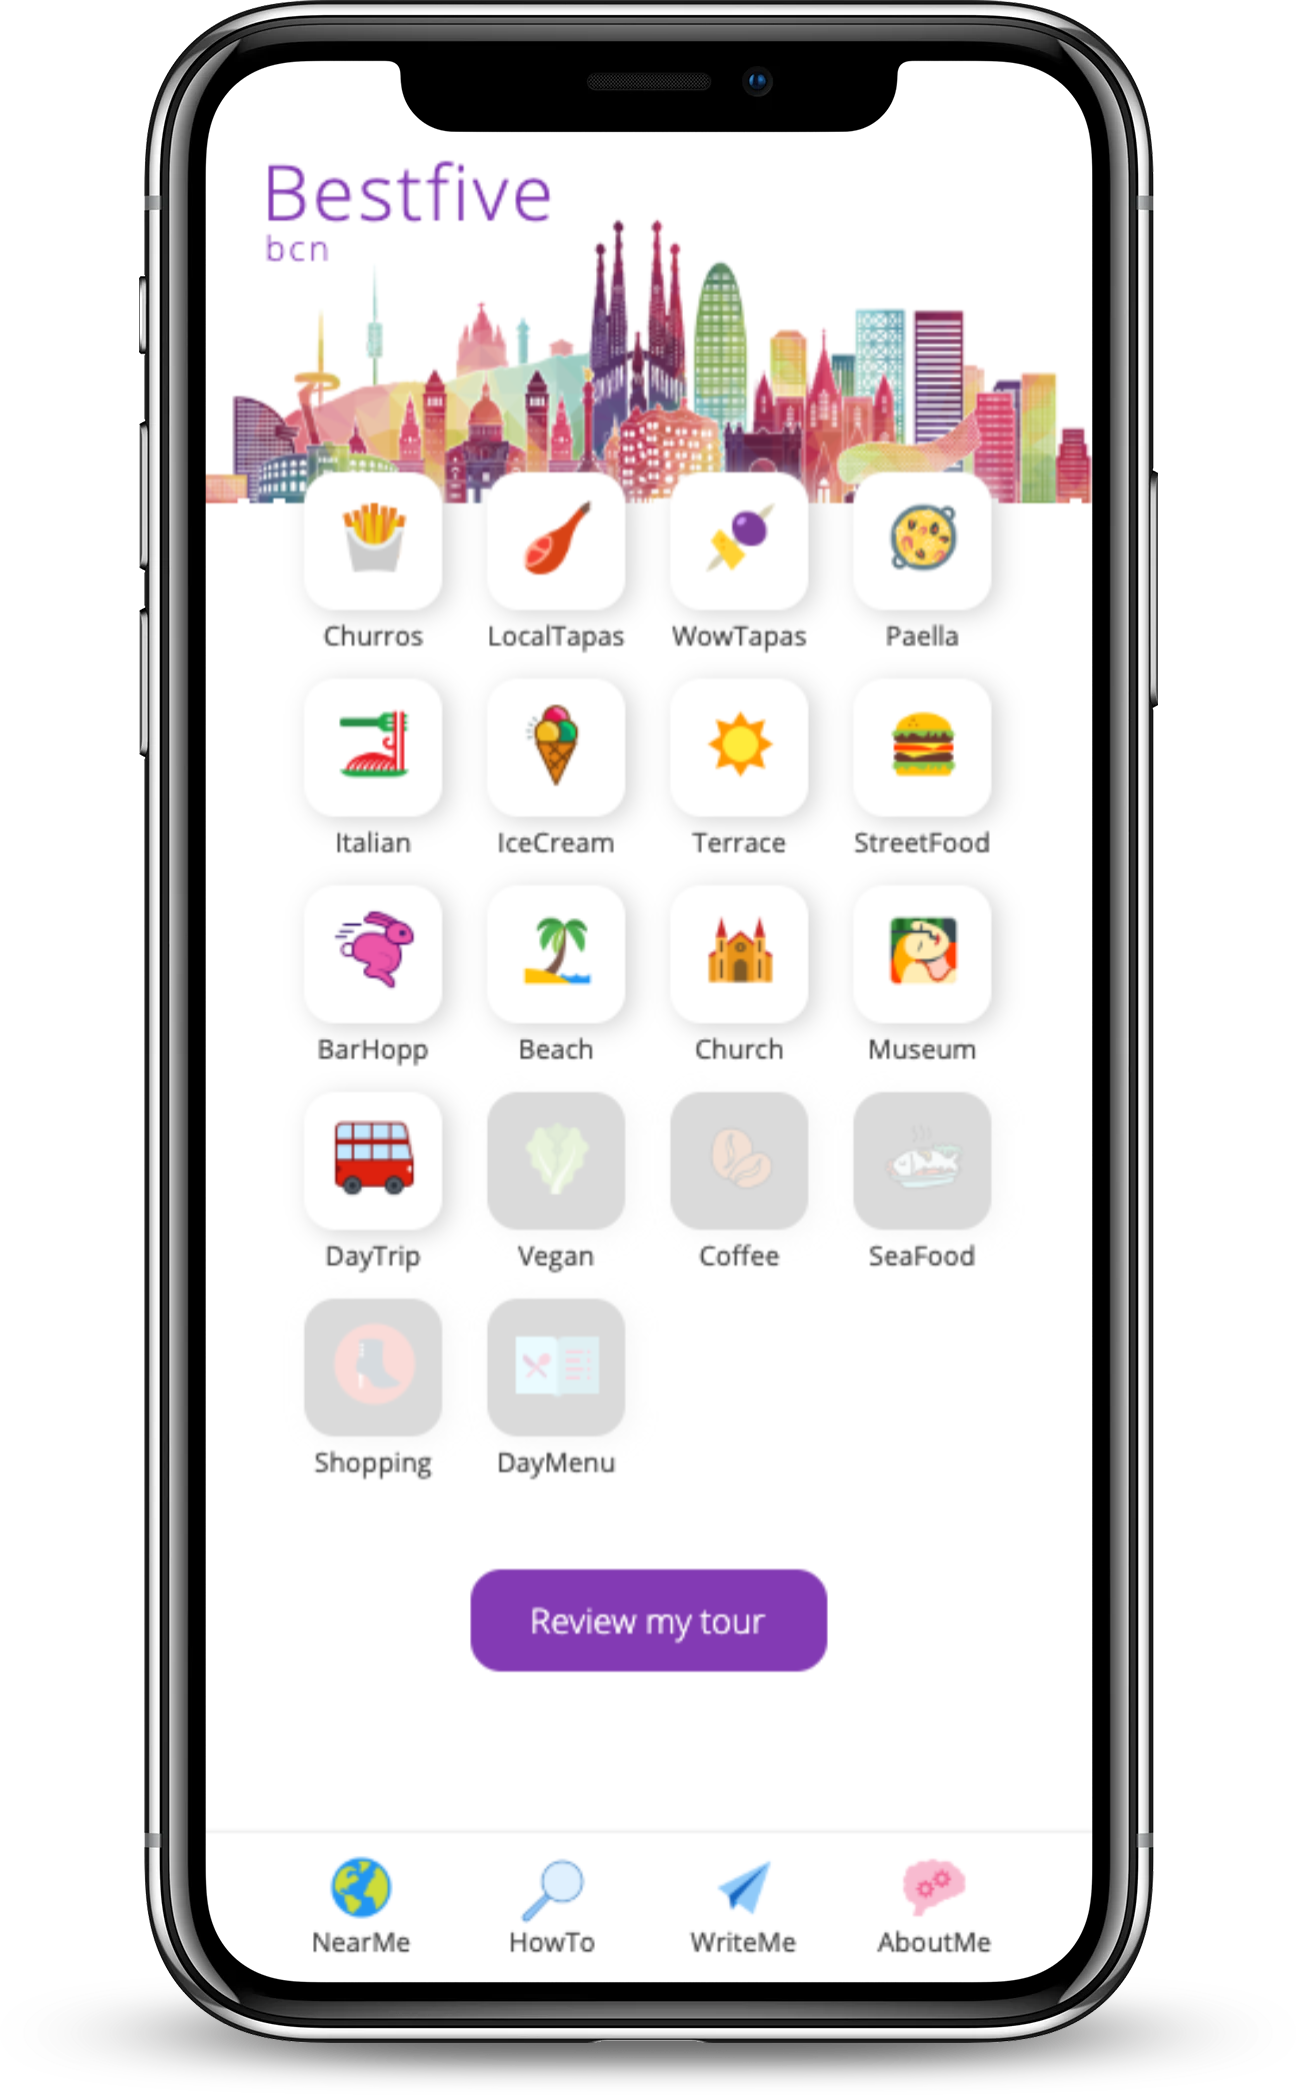 Bestfive
bcn
Churros LocalTapas WowTapas Paella
Italian IceCream Terrace StreetFood
BarHopp Beach Church Museum
DayTrip Vegan Coffee SeaFood
Shopping DayMenu
Review my tour
NearMe HowTo WriteMe AboutMe